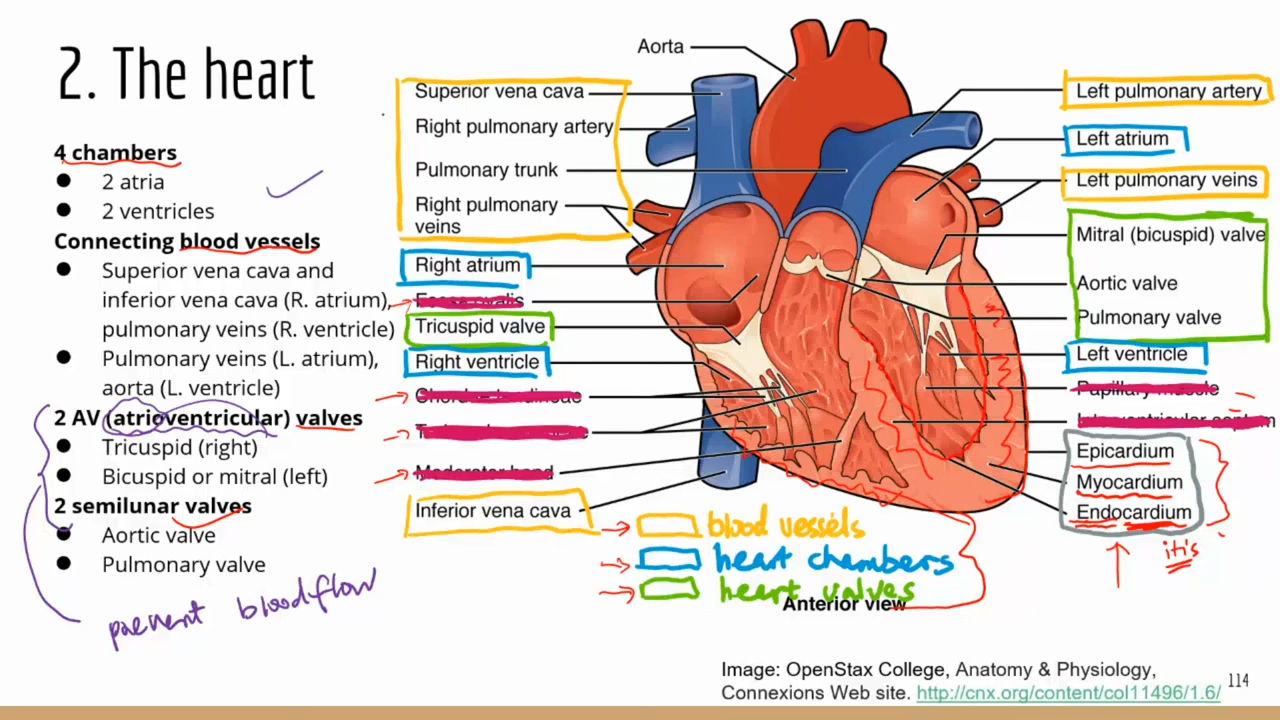 2. The heart
4 chambers
● 2 atria
● 2 ventricles
Connecting blood vessels
● Superior vena cava and
inferior vena cava (R. atrium),
pulmonary veins (R. ventricle)
● Pulmonary veins (L. atrium),
aorta (L. ventricle)
2 AV (atrioventricular) valves
● Tricuspid (right)
● Bicuspid or mitral (left)
2 semilunar valves
● Aortic valve
● Pulmonary valve
prevent bloodflow
Aorta
Superior vena cava
Right pulmonary artery
Pulmonary trunk
Right pulmonary
veins
Right atrium
Tricuspid valve
Right ventricle
Moderator band
Inferior vena cava
Left pulmonary artery
Left atrium
Left pulmonary veins
Mitral (bicuspid) valve
Aortic valve
Pulmonary valve
Left ventricle
Papillary muscle
Epicardium
Myocardium
Endocardium
itis
blood vessels
heart chambers
heart valves
Anterior view
Image: OpenStax College, Anatomy & Physiology,
Connexions Web site. http://cnx.org/content/col11496/1.6/
114